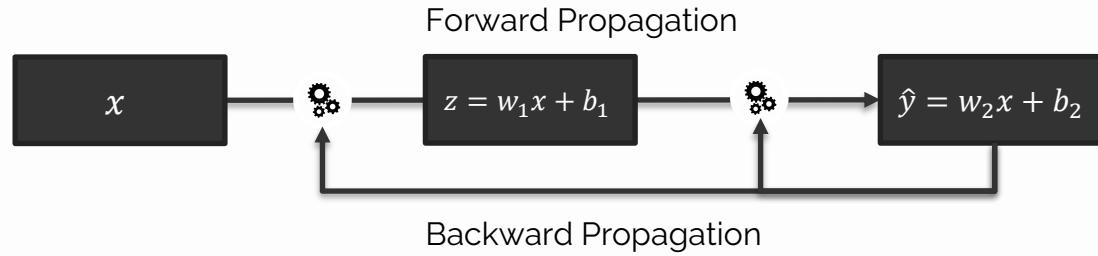 Forward Propagation
x
z = w₁x + b₁
ŷ = w₂x + b₂
Backward Propagation